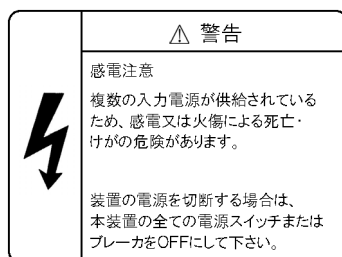 ⚠ 警告
感電注意
複数の入力電源が供給されている
ため、感電又は火傷による死亡・
けがの危険があります。
装置の電源を切断する場合は、
本装置の全ての電源スイッチまたは
ブレーカをOFFにして下さい。